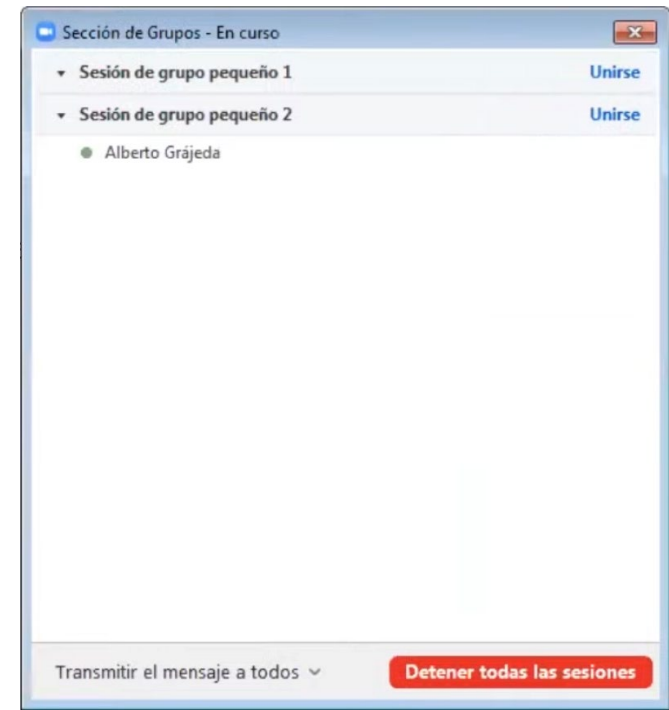 Sección de Grupos - En curso
Sesión de grupo pequeño 1 Unirse
Sesión de grupo pequeño 2 Unirse
Alberto Grájeda
Transmitir el mensaje a todos Detener todas las sesiones